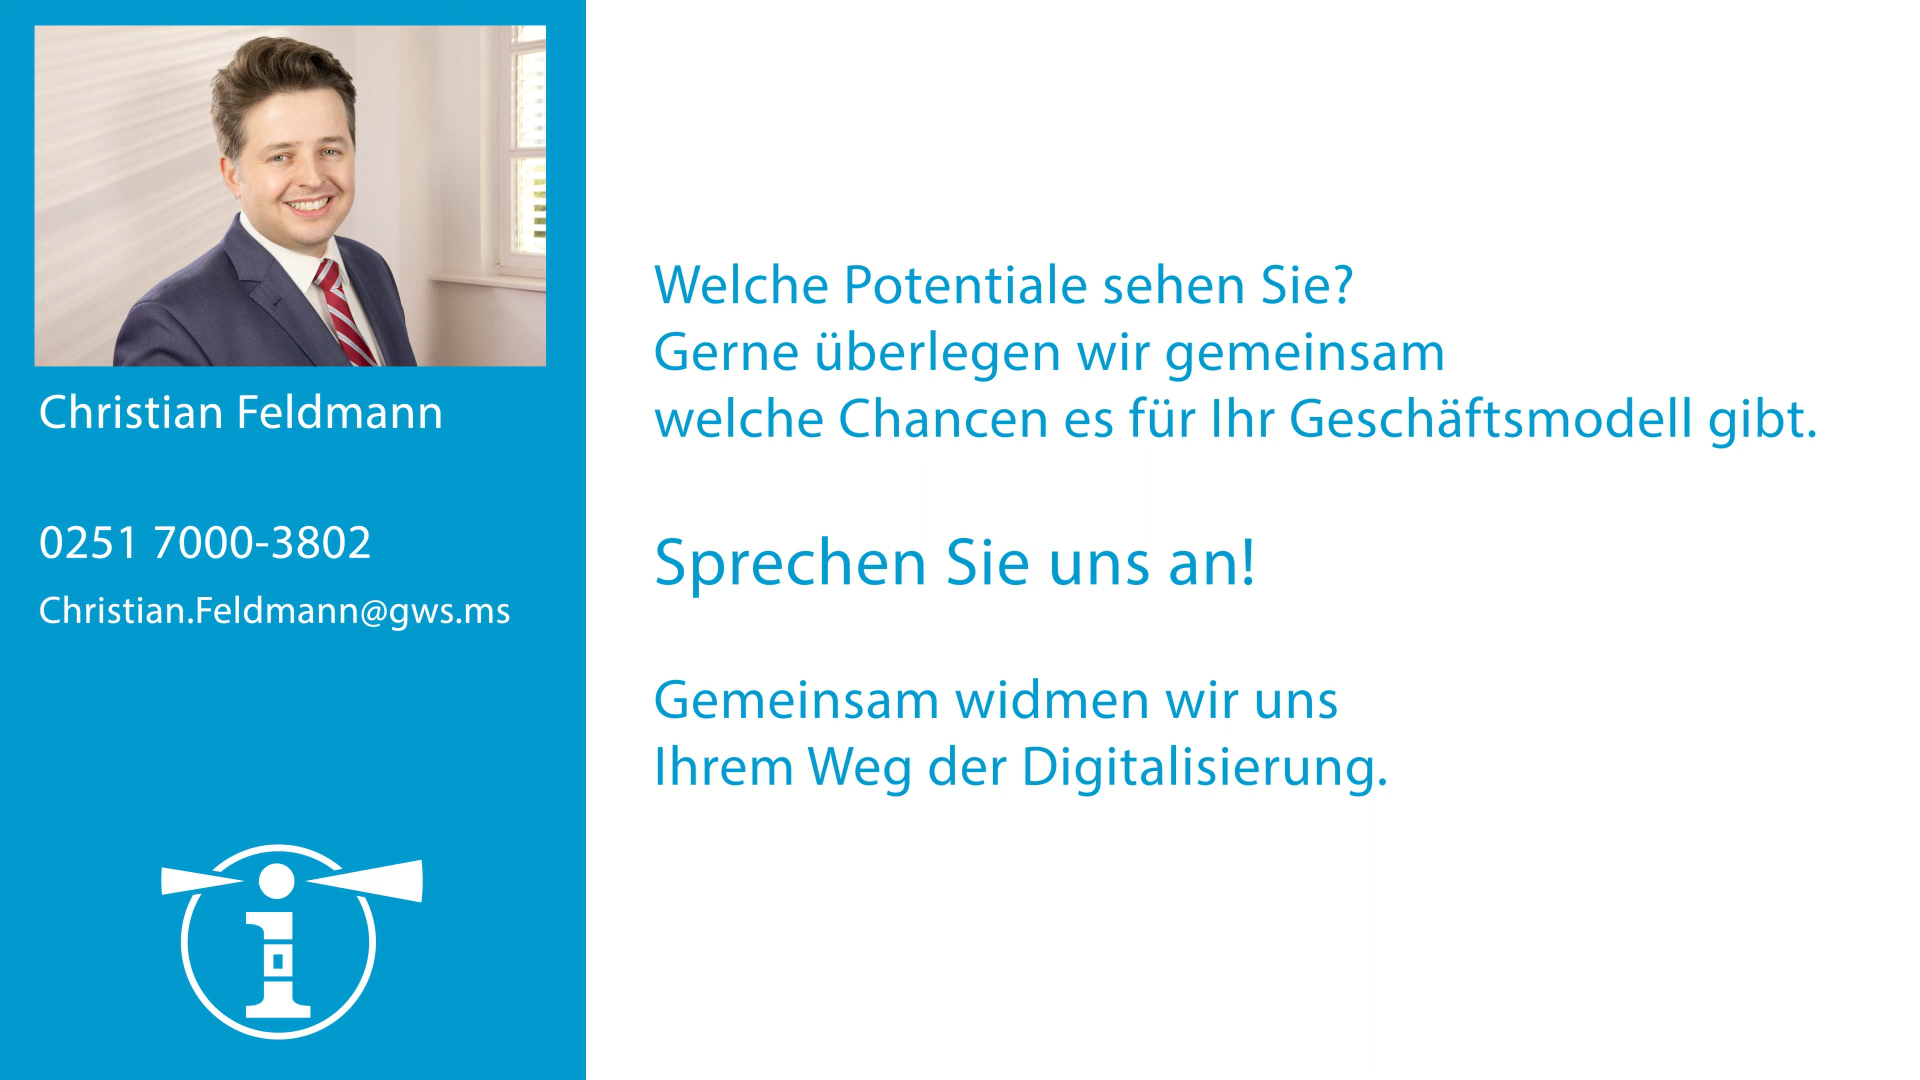 Christian Feldmann
0251 7000-3802
Christian.Feldmann@gws.ms
Welche Potentiale sehen Sie?
Gerne überlegen wir gemeinsam
welche Chancen es für Ihr Geschäftsmodell gibt.
Sprechen Sie uns an!
Gemeinsam widmen wir uns
Ihrem Weg der Digitalisierung.
i